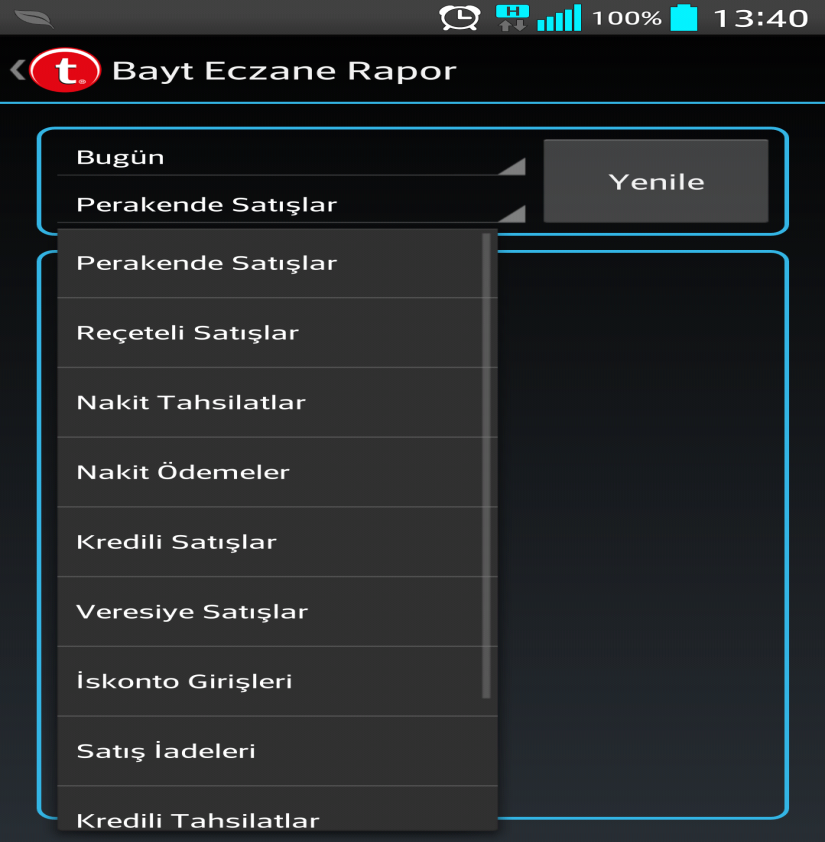 H
100%
13:40
t
Bayt Eczane Rapor
Bugün
Yenile
Perakende Satışlar
Perakende Satışlar
Reçeteli Satışlar
Nakit Tahsilatlar
Nakit Ödemeler
Kredili Satışlar
Veresiye Satışlar
İskonto Girişleri
Satış İadeleri
Kredili Tahsilatlar